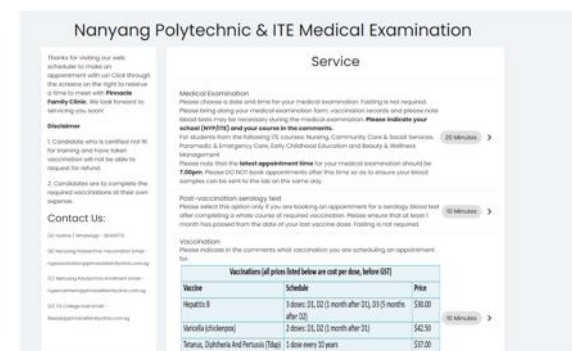 Nanyang Polytechnic & ITE Medical Examination
Thanks for visiting our web
scheduler to make an
appointment with us! Click through
the screens on the right to reserve
a time to meet with Pinnacle
Family Clinic. We look forward to
servicing you soon!
Disclaimer
1. Candidate who is certified not fit
for training and have taken
vaccination will not be able to
request for refund.
2. Candidates are to complete the
required vaccinations at their own
expense.
Contact Us:
Service
Medical Examination
Please choose a date and time for your medical examination. Fasting is not required.
Please bring along your medical examination form, vaccination records and please note
blood tests may be necessary during the medical examination. Please indicate your
school (NYP/ITE) and your course in the comments.
For students from the following ITE courses: Nursing, Community Care & Social Services,
Paramedic & Emergency Care, Early Childhood Education and Beauty & Wellness
Management
Please note that the latest appointment time for your medical examination should be
7.00pm. Please DO NOT book appointments after this time so as to ensure your blood
samples can be sent to the lab on the same day.
20 Minutes
Post-vaccination serology test
Please select this option only if you are booking an appointment for a serology blood test
after completing a whole course of required vaccination. Please ensure that at least 1
month has passed from the date of your last vaccine dose. Fasting is not required.
10 Minutes
Vaccination
Please indicate in the comments what vaccination you are scheduling an appointment
for.
Vaccinations (all prices listed below are cost per dose, before GST)
Vaccine Schedule Price
Hepatitis B 3 doses: D1, D2 (1 month after D1), D3 (5 months $30.00
after D2)
Varicella (chickenpox) 2 doses: D1, D2 (1 month after D1) $42.50
Tetanus, Diphtheria And Pertussis (Tdap) 1 dose every 10 years $37.00
10 Minutes